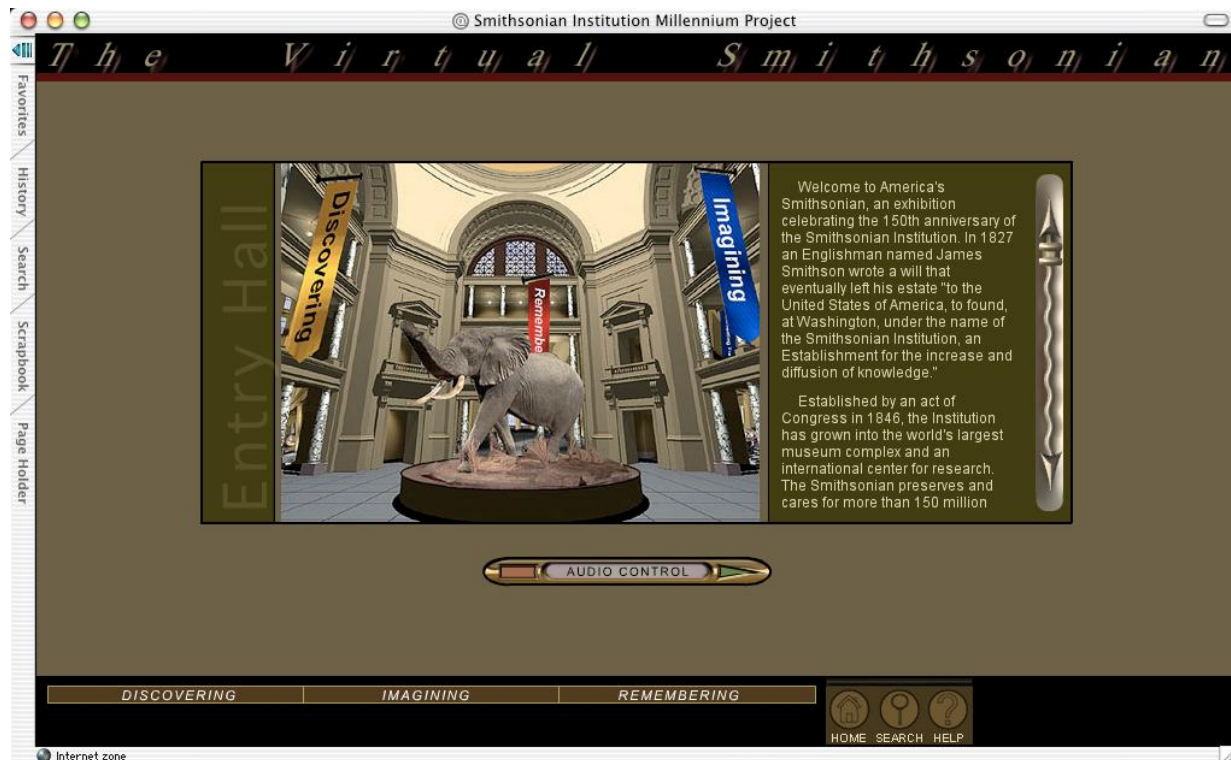 @ Smithsonian Institution Millennium Project
The Virtual Smithsonian
Favorites
History
Search
Scrapbook
Page Holder
Entry Hall
Discovering
Remembe
Imagining
Welcome to America's
Smithsonian, an exhibition
celebrating the 150th anniversary of
the Smithsonian Institution. In 1827
an Englishman named James
Smithson wrote a will that
eventually left his estate "to the
United States of America, to found,
at Washington, under the name of
the Smithsonian Institution, an
Establishment for the increase and
diffusion of knowledge."
Established by an act of
Congress in 1846, the Institution
has grown into the world's largest
museum complex and an
international center for research.
The Smithsonian preserves and
cares for more than 150 million
AUDIO CONTROL
DISCOVERING IMAGINING REMEMBERING
HOME SEARCH HELP
Internet zone